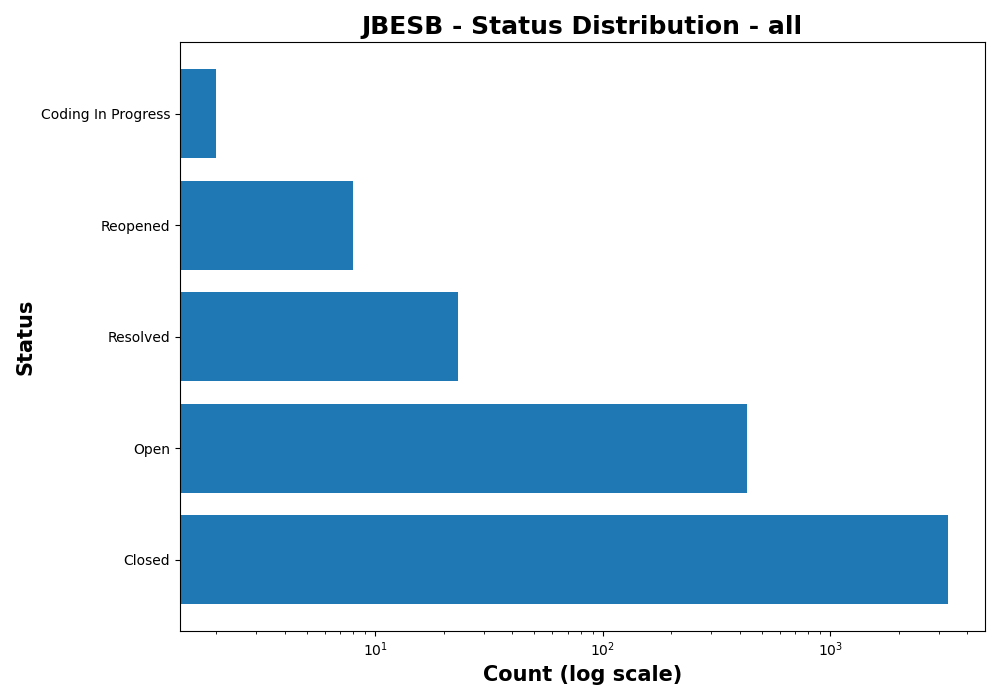 JBESB - Status Distribution - all
Status
Coding In Progress
Reopened
Resolved
Open
Closed
10¹
10²
10³
Count (log scale)